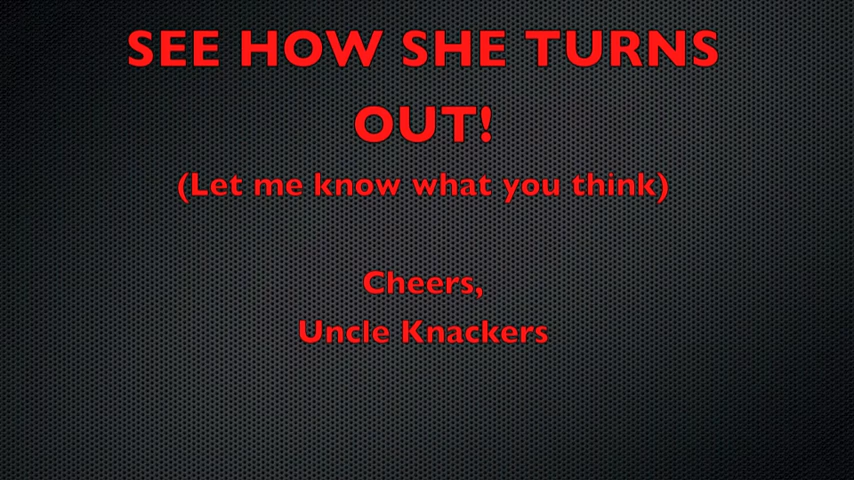 SEE HOW SHE TURNS
OUT!
(Let me know what you think)
Cheers,
Uncle Knackers